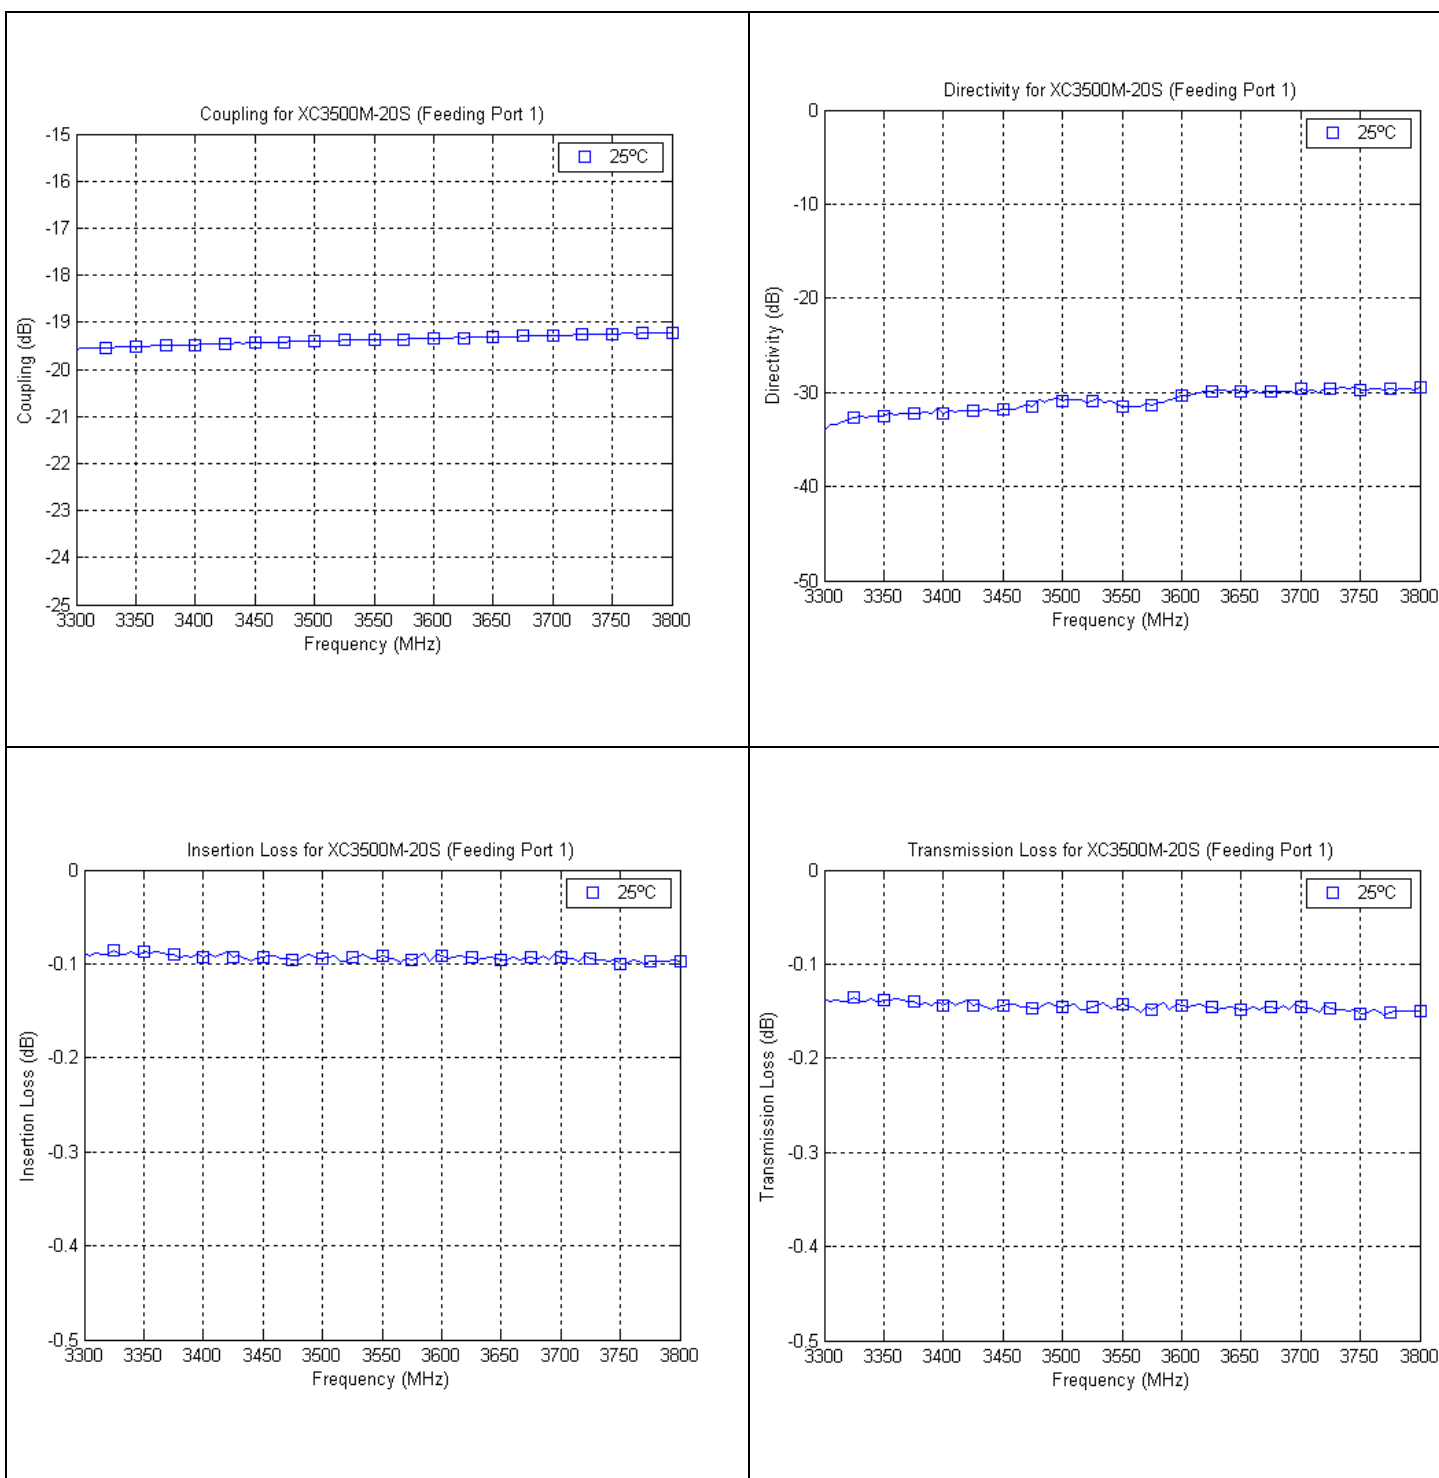 Coupling for XC3500M-20S (Feeding Port 1)
25ºC
-15
-16
-17
-18
-19
-20
-21
-22
-23
-24
-25
Coupling (dB)
3300 3350 3400 3450 3500 3550 3600 3650 3700 3750 3800
Frequency (MHz)
Directivity for XC3500M-20S (Feeding Port 1)
25ºC
0
-10
-20
-30
-40
-50
Directivity (dB)
3300 3350 3400 3450 3500 3550 3600 3650 3700 3750 3800
Frequency (MHz)
Insertion Loss for XC3500M-20S (Feeding Port 1)
25ºC
0
-0.1
-0.2
-0.3
-0.4
-0.5
Insertion Loss (dB)
3300 3350 3400 3450 3500 3550 3600 3650 3700 3750 3800
Frequency (MHz)
Transmission Loss for XC3500M-20S (Feeding Port 1)
25ºC
0
-0.1
-0.2
-0.3
-0.4
-0.5
Transmission Loss (dB)
3300 3350 3400 3450 3500 3550 3600 3650 3700 3750 3800
Frequency (MHz)